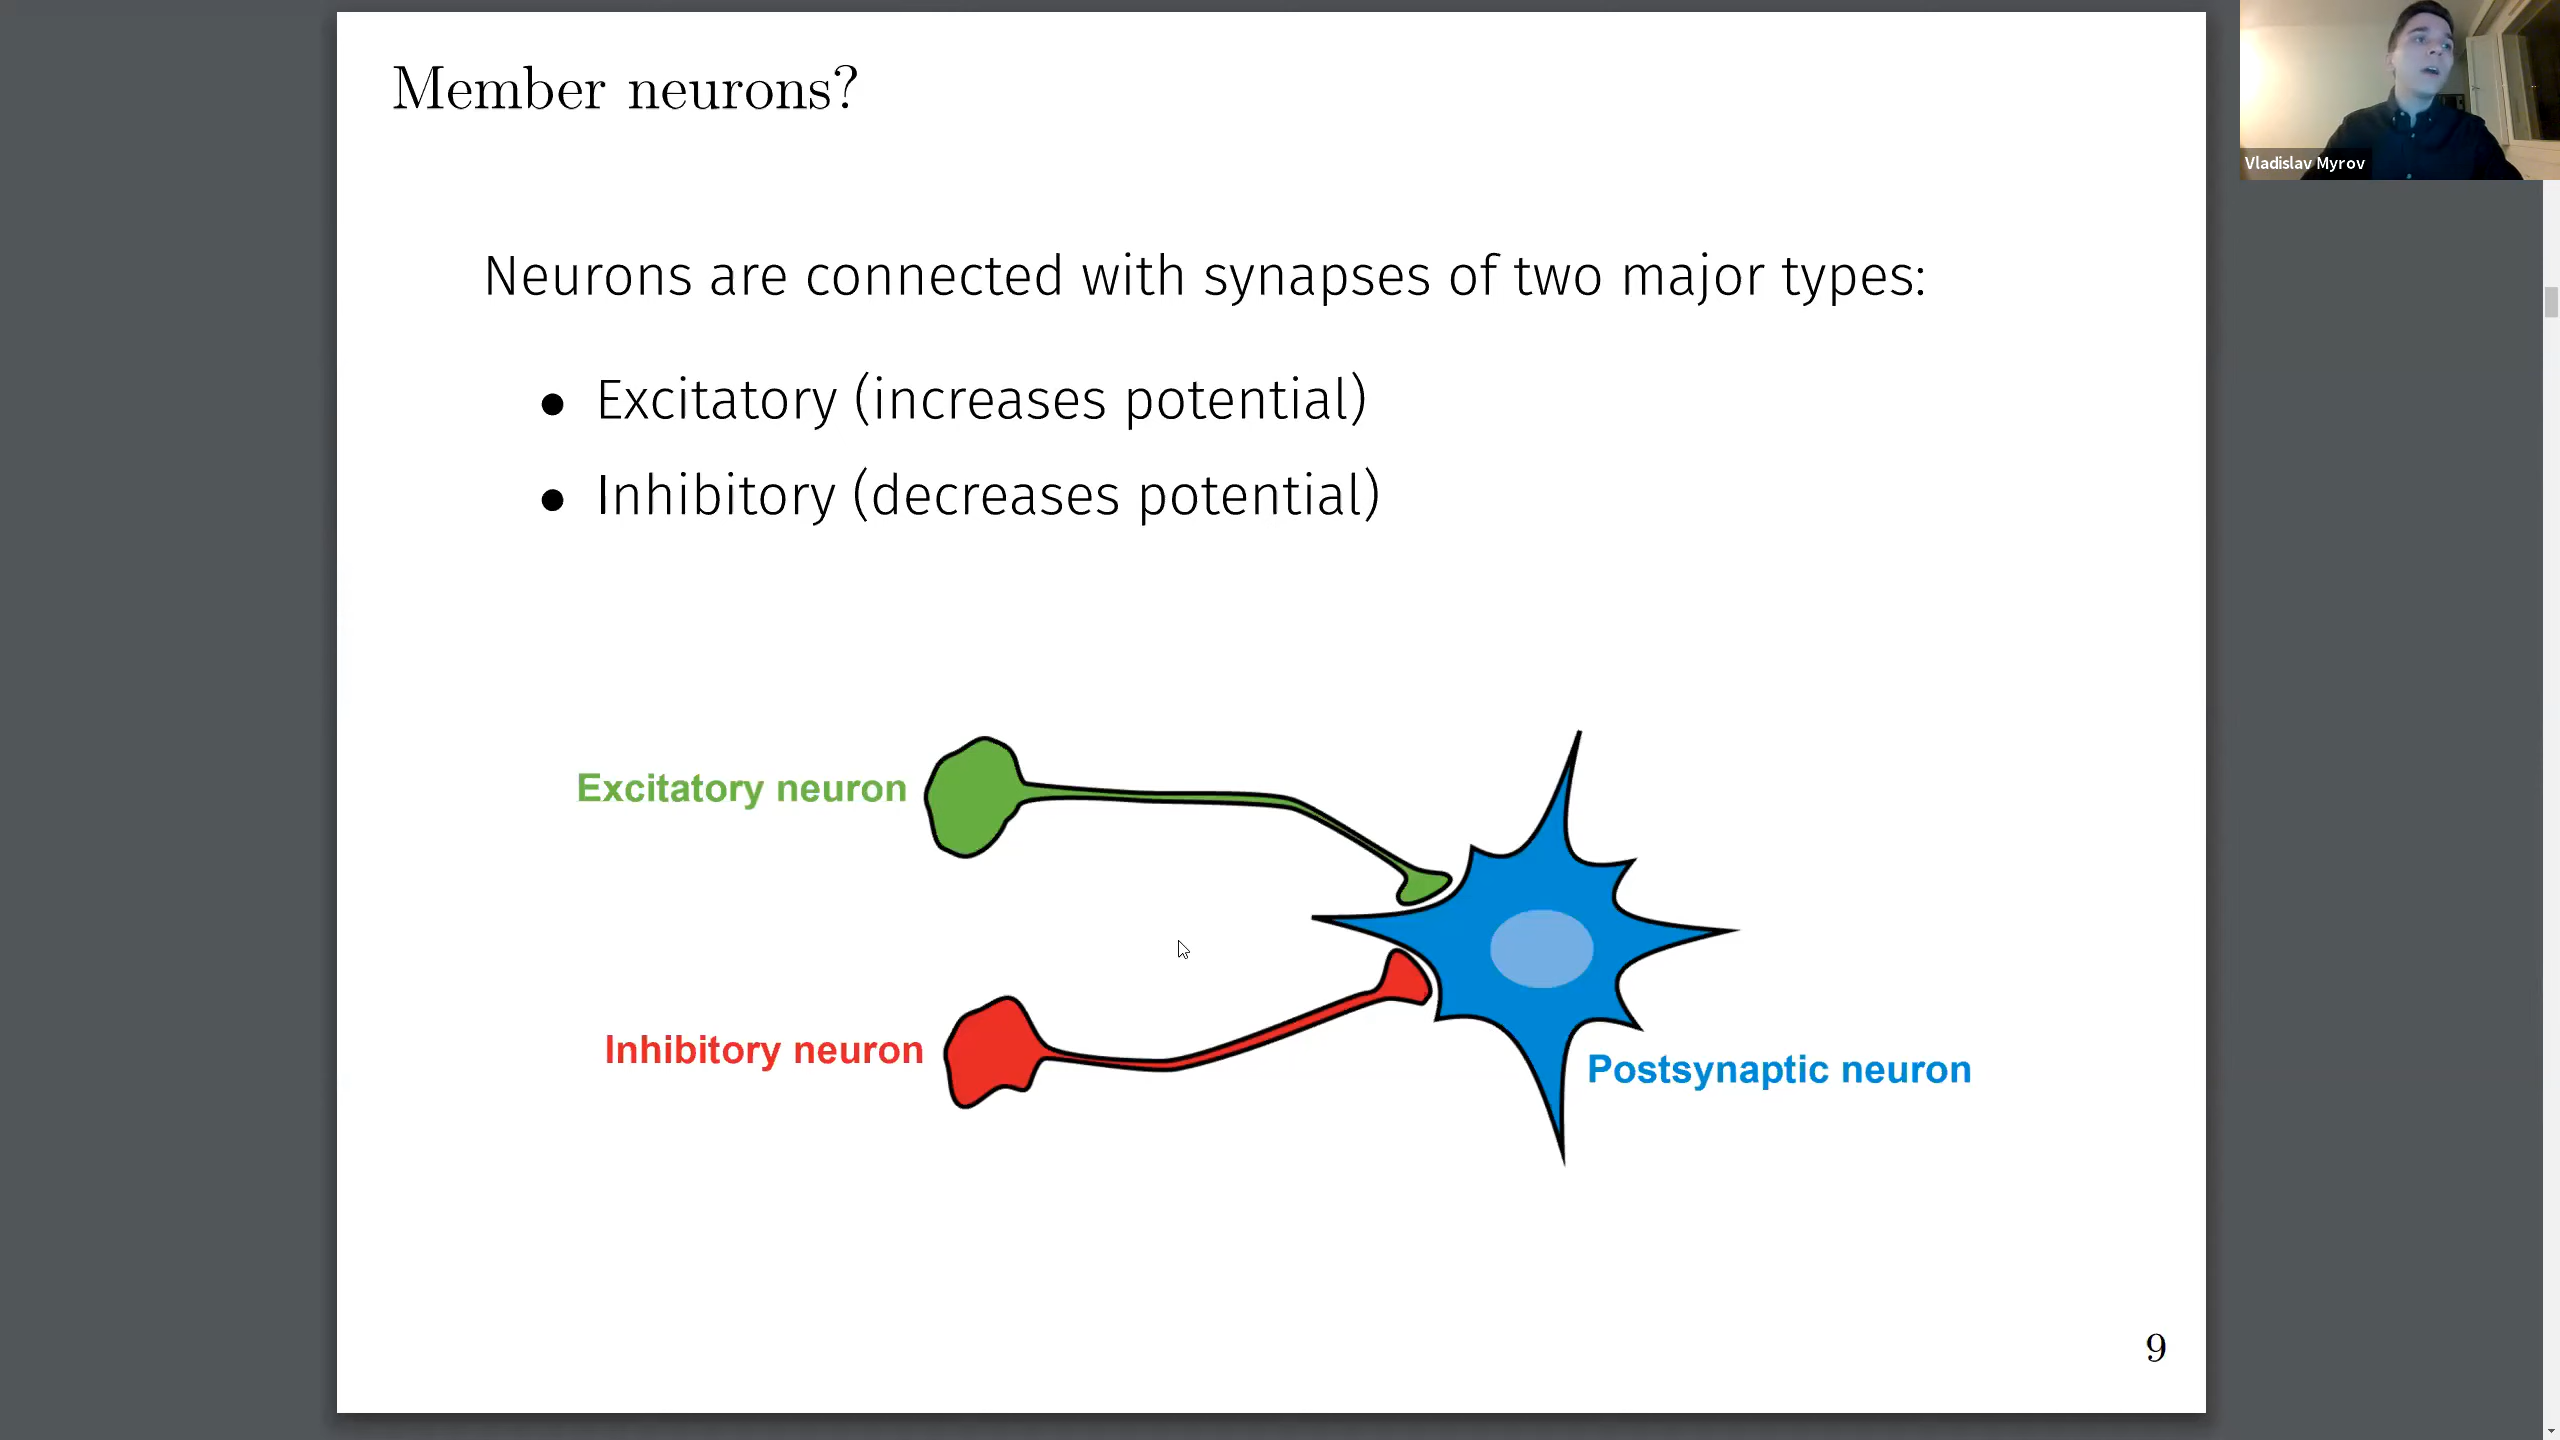 Member neurons?
Vladislav Myrov
Neurons are connected with synapses of two major types:
• Excitatory (increases potential)
• Inhibitory (decreases potential)
Excitatory neuron
Inhibitory neuron
Postsynaptic neuron
9